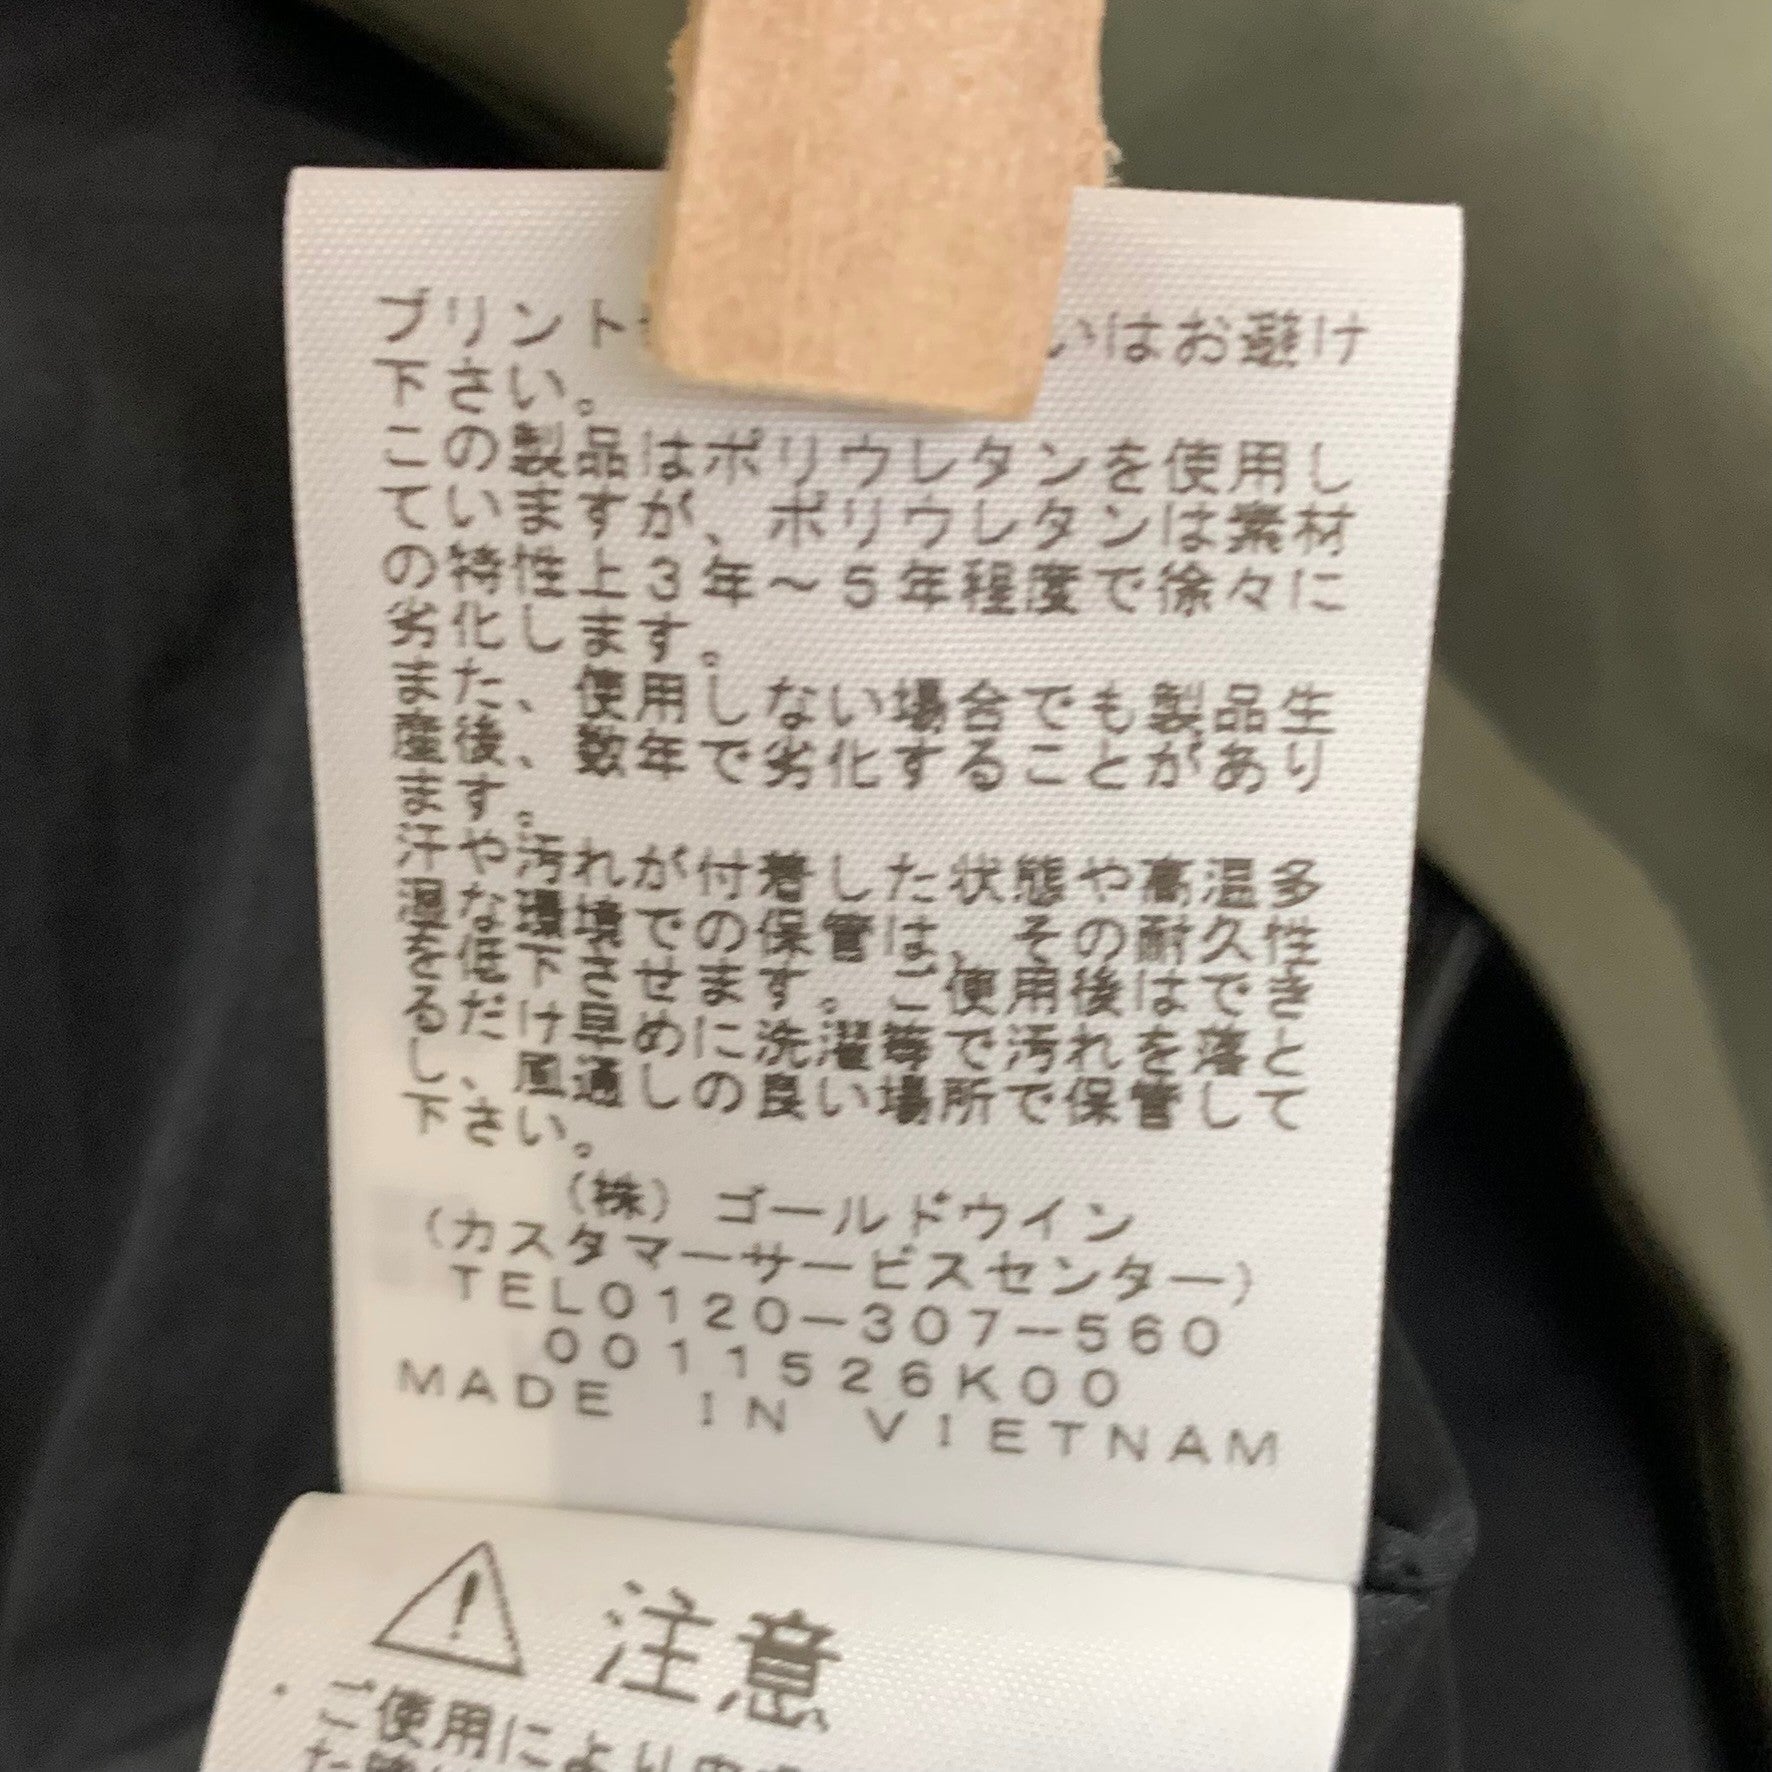 プリント
いはお避け
下さい。
この製品はポリウレタンを使用し
ています が、ポリウレタンは素材
の特性上3年〜5年程度で徐々に
劣化します。
また、使用しない場合でも製品生
産後、数年で劣化することがあり
ます。
汗や汚れが付着した状態や高温多
湿な環境での保管は、その耐久性
を低下させます。ご使用後はでき
るだけ早めに洗濯等で汚れを落と
し、風通しの良い場所で保管して
下さい。
(株)ゴールドウイン
(カスタマーサービスセンター)
TEL0120-307-560
0011526K00
MADE IN VIETNAM
注意
・ご使用により